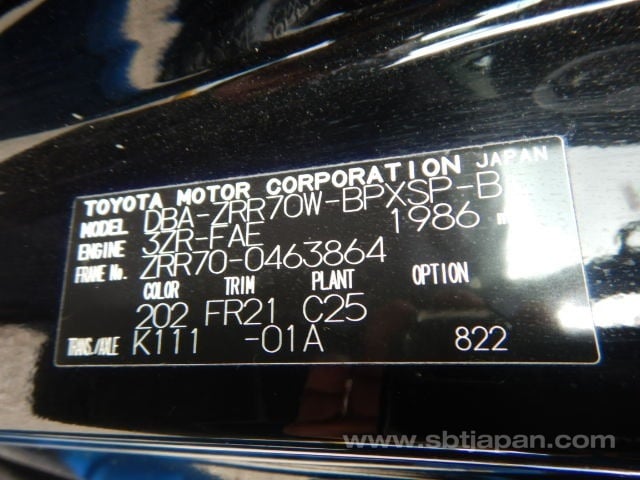 TOYOTA MOTOR CORPORATION JAPAN
MODEL DBA-ZRR70W-BPXSP-B
ENGINE 3ZR-FAE 1986
FRAME No. ZRR70-0463864
COLOR TRIM PLANT OPTION
202 FR21 C25
TRANS./AXLE K111 -01A 822
www.sbtjapan.com